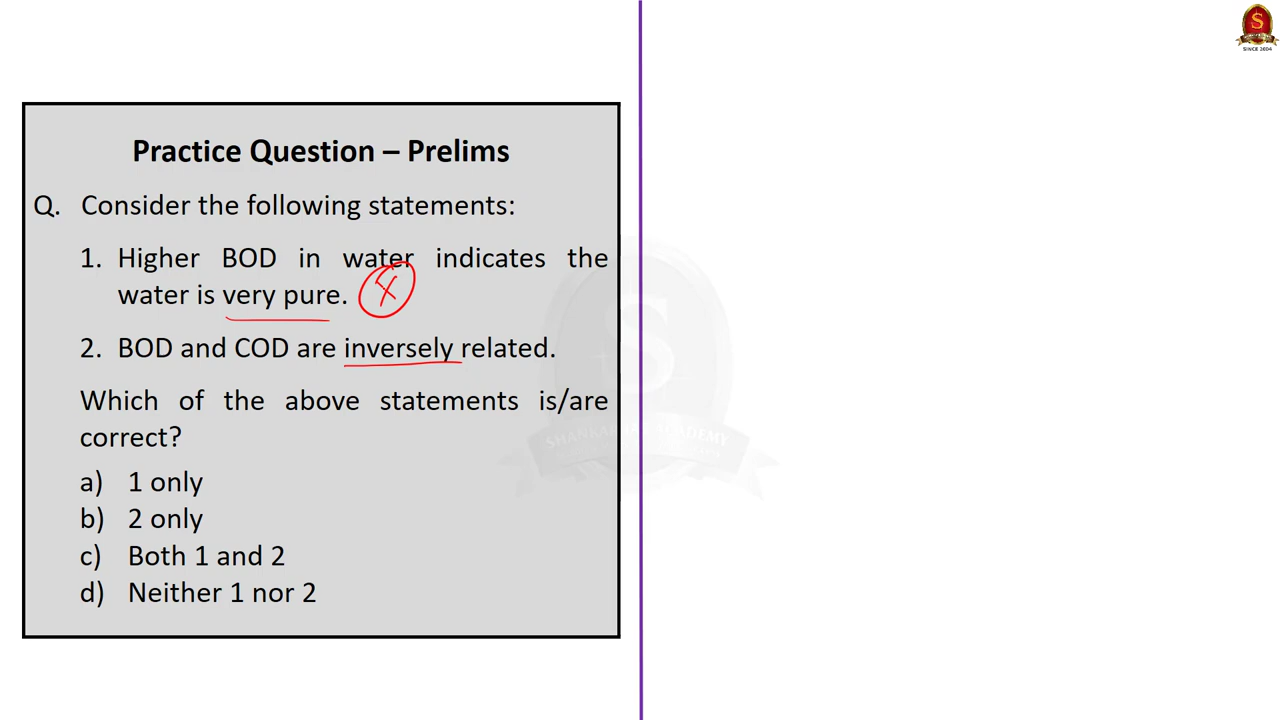 S
SINCE 2004
Practice Question – Prelims
Q. Consider the following statements:
1. Higher BOD in water indicates the
water is very pure. X
2. BOD and COD are inversely related.
Which of the above statements is/are
correct?
a) 1 only
b) 2 only
c) Both 1 and 2
d) Neither 1 nor 2
S